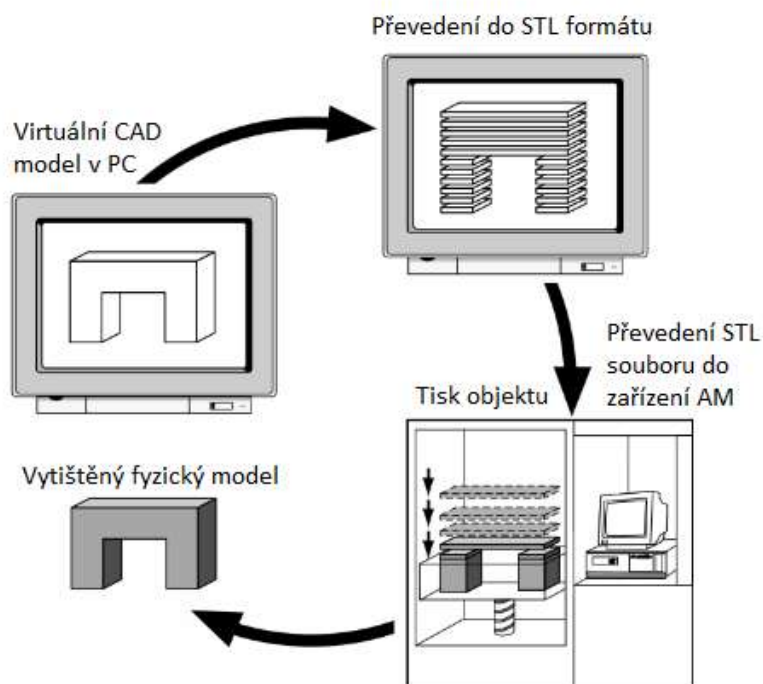 Převedení do STL formátu
Virtuální CAD
model v PC
Převedení STL
souboru do
zařízení AM
Tisk objektu
Vytištěný fyzický model